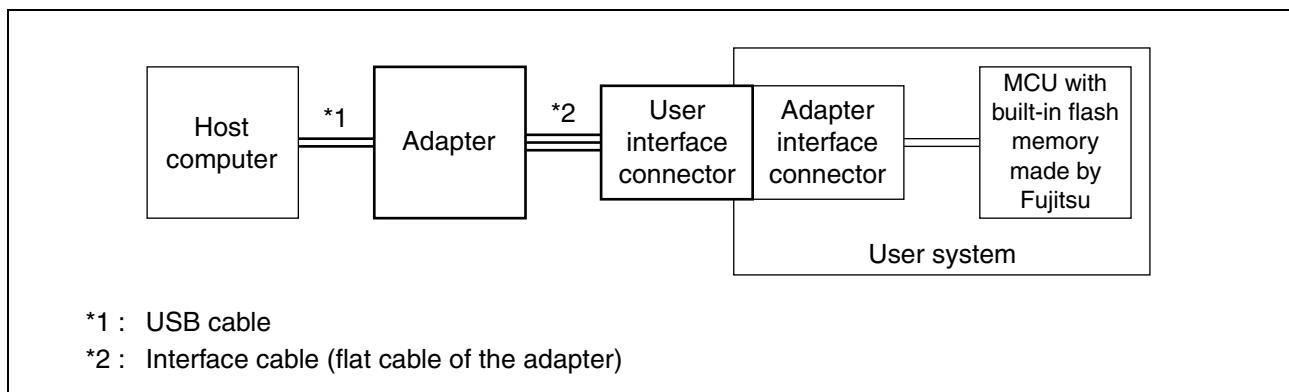 Host
computer
*1
Adapter
*2
User
interface
connector
Adapter
interface
connector
MCU with
built-in flash
memory
made by
Fujitsu
User system
*1 : USB cable
*2 : Interface cable (flat cable of the adapter)